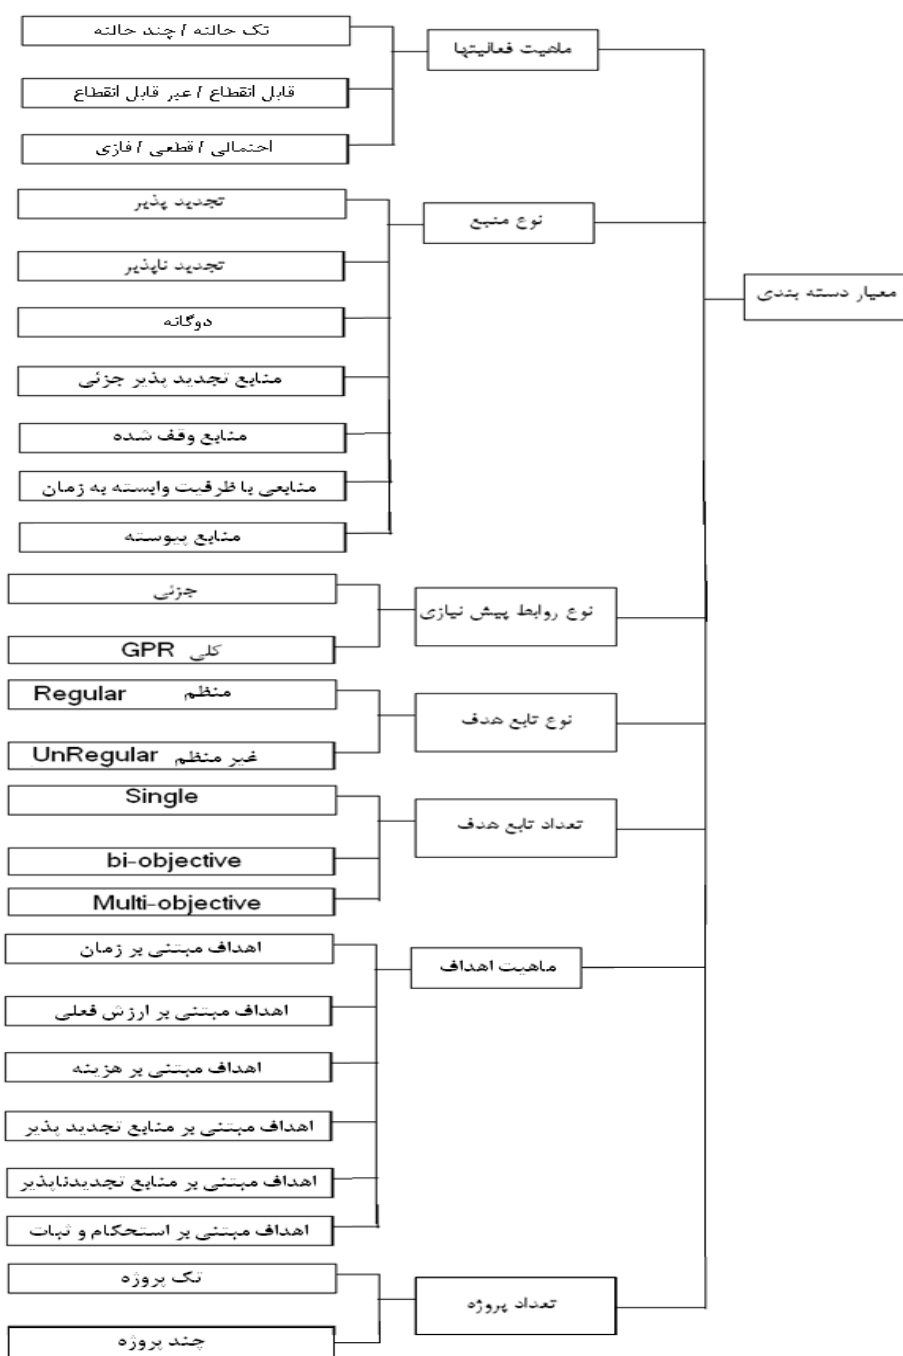 معیار دسته بندی
ماهیت فعالیتها
تک حالته / چند حالته
قابل انقطاع / غیر قابل انقطاع
احتمالی / قطعی / فازی
نوع منبع
تجدید پذیر
تجدید ناپذیر
دوگانه
منابع تجدید پذیر جزئی
منابع وقف شده
منابعی با ظرفیت وابسته به زمان
منابع پیوسته
نوع روابط پیش نیازی
جزئی
کلی GPR
نوع تابع هدف
منظم Regular
غیر منظم UnRegular
تعداد تابع هدف
Single
bi-objective
Multi-objective
ماهیت اهداف
اهداف مبتنی بر زمان
اهداف مبتنی بر ارزش فعلی
اهداف مبتنی بر هزینه
اهداف مبتنی بر منابع تجدید پذیر
اهداف مبتنی بر منابع تجدیدناپذیر
اهداف مبتنی بر استحکام و ثبات
تعداد پروژه
تک پروژه
چند پروژه